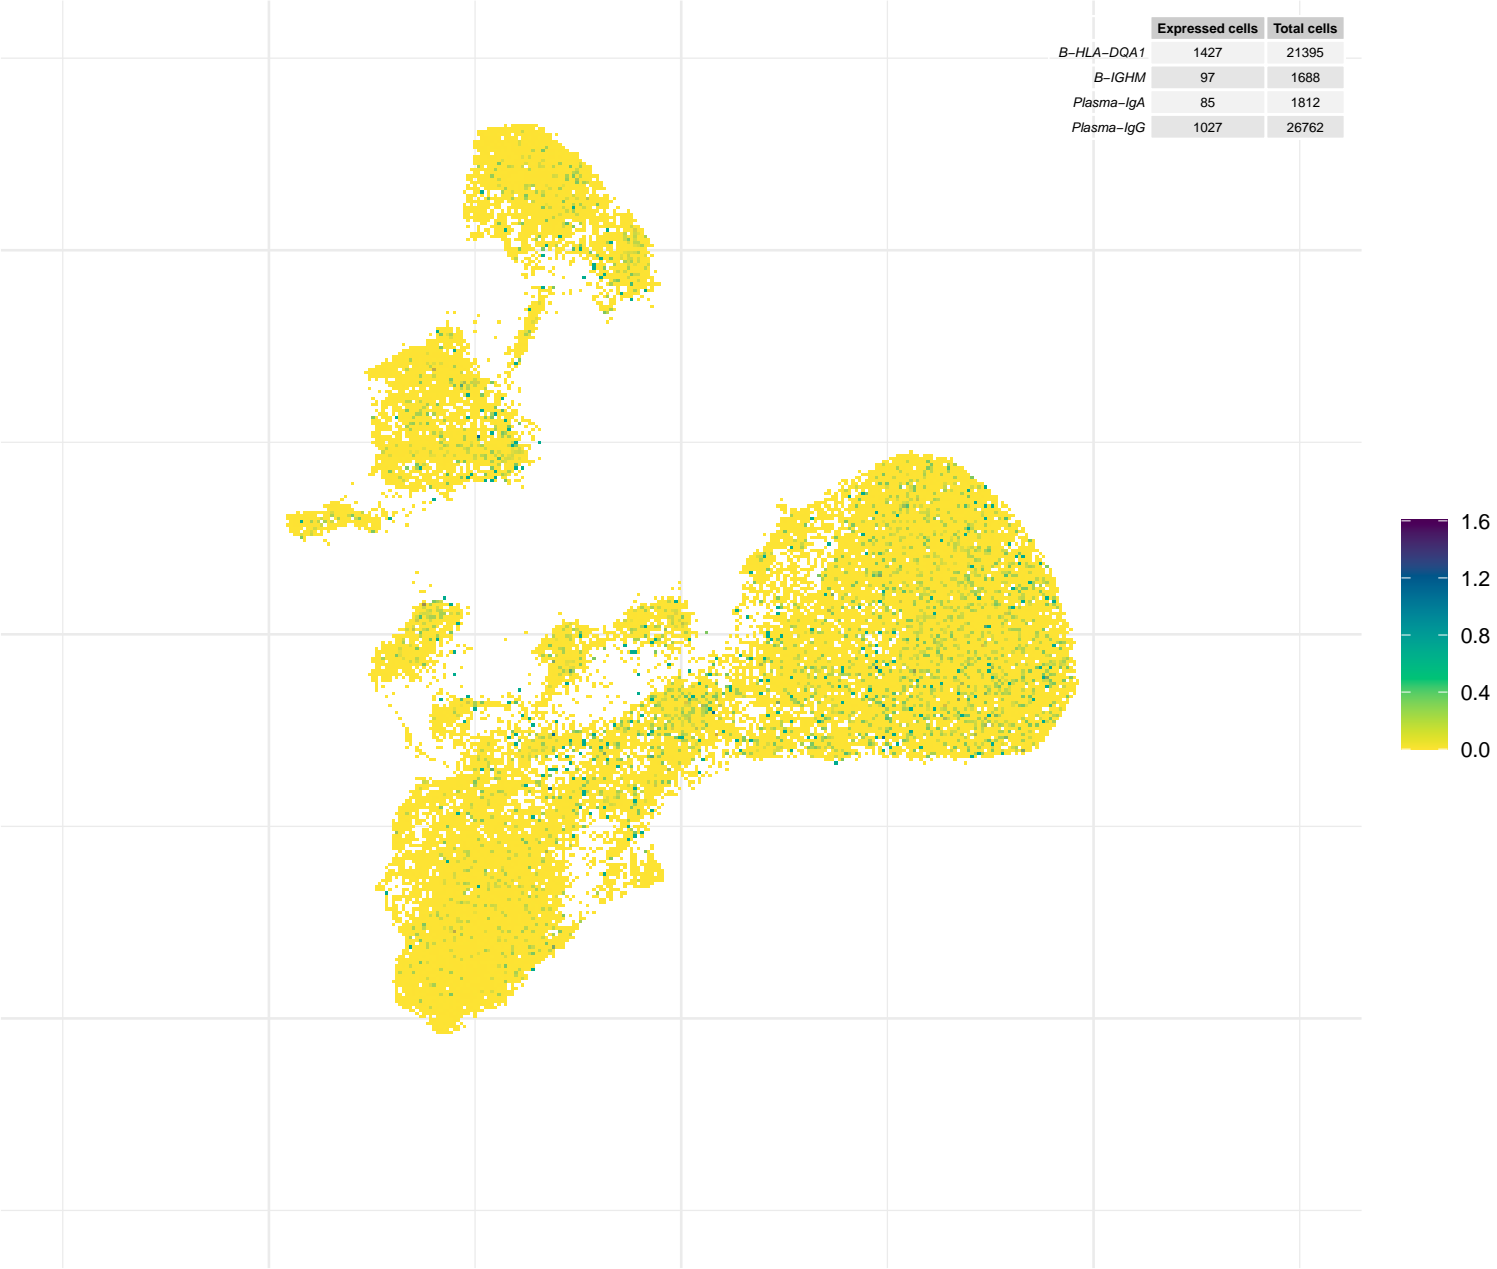 Expressed cells Total cells
B−HLA−DQA1 1427 21395
B−IGHM 97 1688
Plasma−IgA 85 1812
Plasma−IgG 1027 26762
1.6
1.2
0.8
0.4
0.0